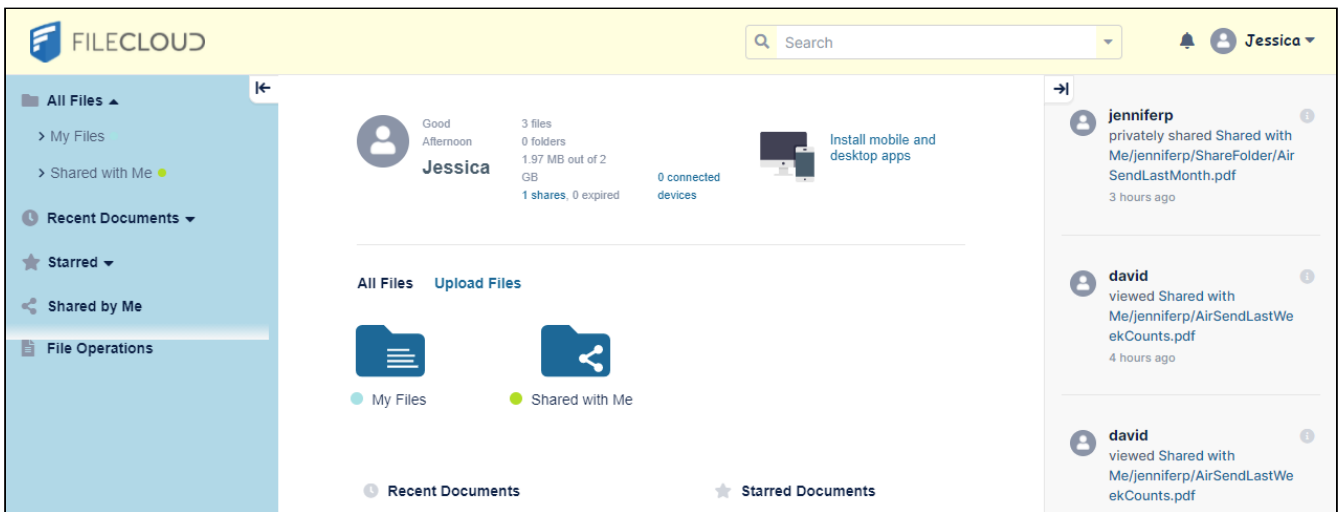 FILECLOUD
Search
Jessica
All Files
My Files
Shared with Me
Recent Documents
Starred
Shared by Me
File Operations
Good
Afternoon
Jessica
3 files
0 folders
1.97 MB out of 2
GB
1 shares, 0 expired
0 connected
devices
Install mobile and
desktop apps
All Files Upload Files
My Files
Shared with Me
Recent Documents
Starred Documents
jenniferp
privately shared Shared with
Me/jenniferp/ShareFolder/Air
SendLastMonth.pdf
3 hours ago
david
viewed Shared with
Me/jenniferp/AirSendLastWe
ekCounts.pdf
4 hours ago
david
viewed Shared with
Me/jenniferp/AirSendLastWe
ekCounts.pdf